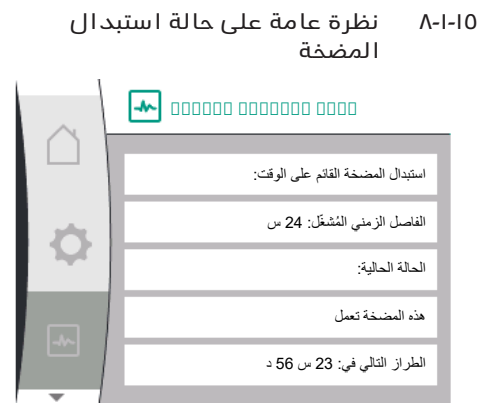 ١٥-١-٨ نظرة عامة على حالة استبدال
المضخة
استبدال المضخة القائم على الوقت:
الفاصل الزمني المُشغّل: 24 س
الحالة الحالية:
هذه المضخة تعمل
الطراز التالي في: 23 س 56 د